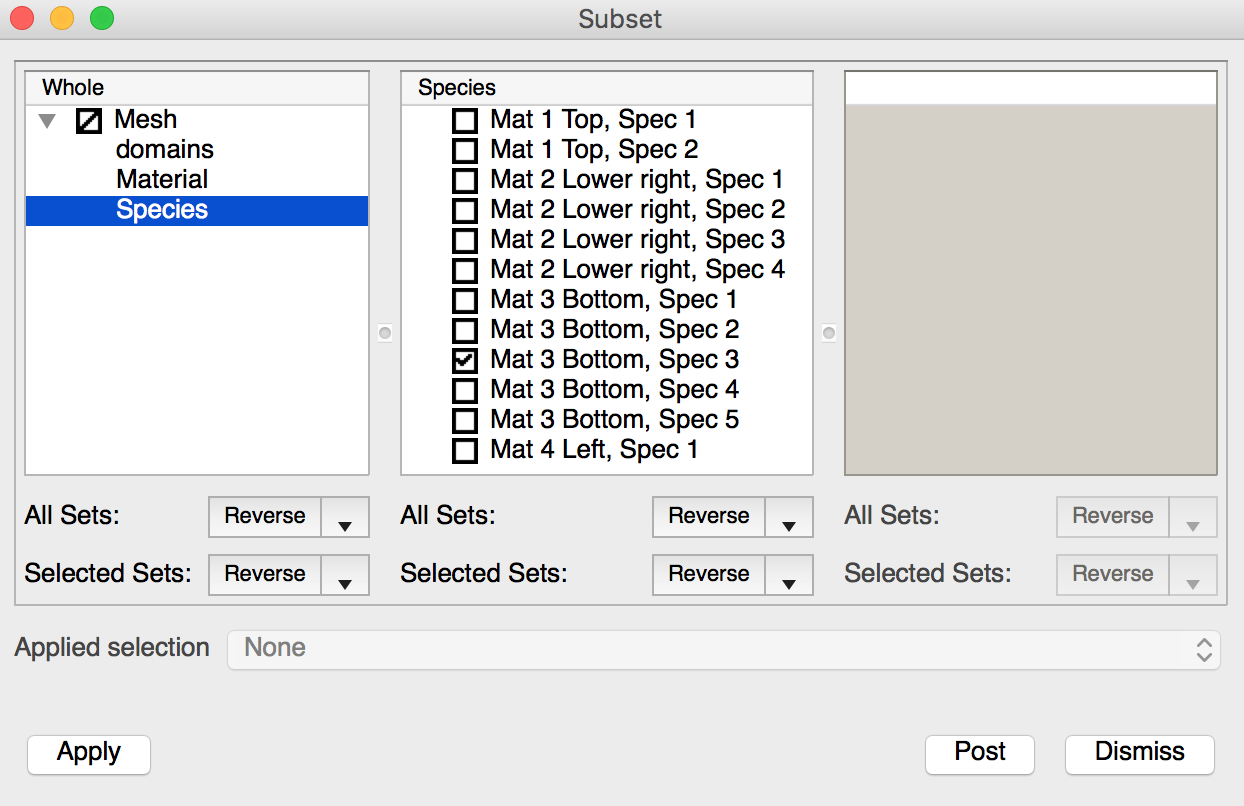 Subset
Whole
Mesh
domains
Material
Species
Species
Mat 1 Top, Spec 1
Mat 1 Top, Spec 2
Mat 2 Lower right, Spec 1
Mat 2 Lower right, Spec 2
Mat 2 Lower right, Spec 3
Mat 2 Lower right, Spec 4
Mat 3 Bottom, Spec 1
Mat 3 Bottom, Spec 2
Mat 3 Bottom, Spec 3
Mat 3 Bottom, Spec 4
Mat 3 Bottom, Spec 5
Mat 4 Left, Spec 1
All Sets: Reverse All Sets: Reverse All Sets: Reverse
Selected Sets: Reverse Selected Sets: Reverse Selected Sets: Reverse
Applied selection None
Apply Post Dismiss